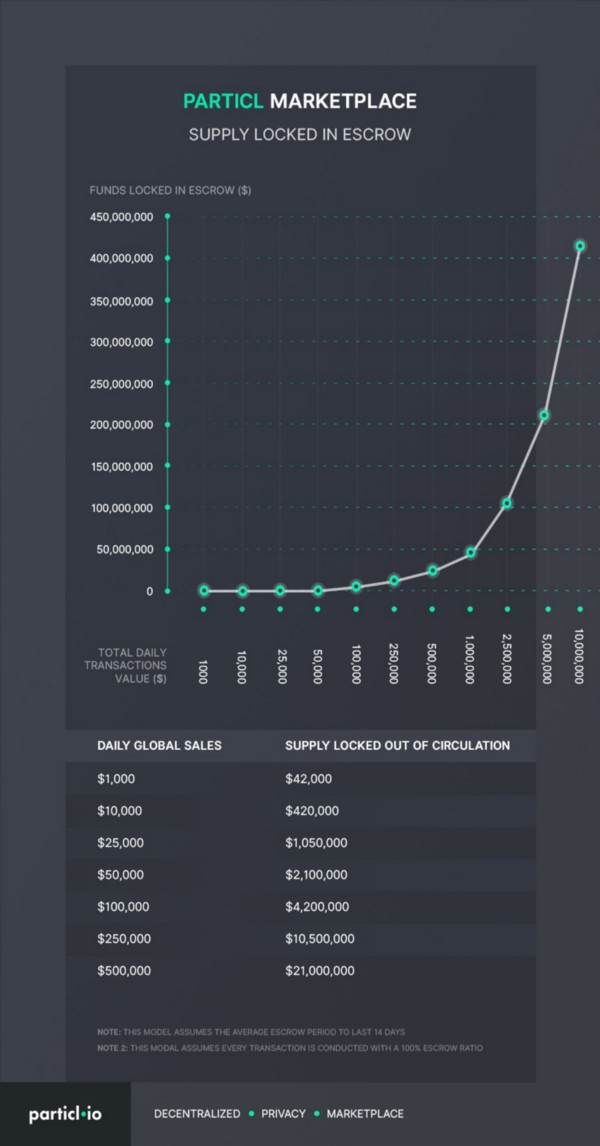 PARTICL MARKETPLACE
SUPPLY LOCKED IN ESCROW
FUNDS LOCKED IN ESCROW ($)
450,000,000
400,000,000
350,000,000
300,000,000
250,000,000
200,000,000
150,000,000
100,000,000
50,000,000
0
TOTAL DAILY
TRANSACTIONS
VALUE ($)
1000
10,000
25,000
50,000
100,000
250,000
500,000
1,000,000
2,500,000
5,000,000
10,000,000
DAILY GLOBAL SALES SUPPLY LOCKED OUT OF CIRCULATION
$1,000 $42,000
$10,000 $420,000
$25,000 $1,050,000
$50,000 $2,100,000
$100,000 $4,200,000
$250,000 $10,500,000
$500,000 $21,000,000
NOTE: THIS MODEL ASSUMES THE AVERAGE ESCROW PERIOD TO LAST 14 DAYS
NOTE 2: THIS MODAL ASSUMES EVERY TRANSACTION IS CONDUCTED WITH A 100% ESCROW RATIO
particl•io
DECENTRALIZED • PRIVACY • MARKETPLACE